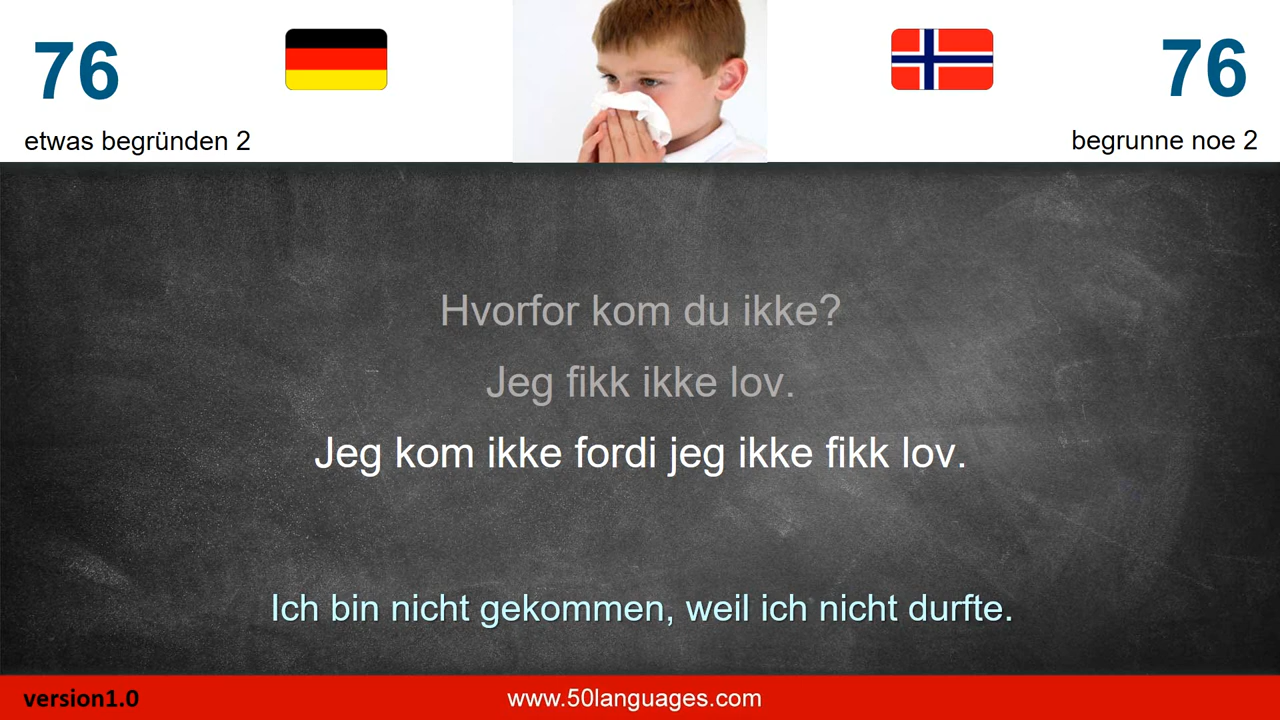 76
76
etwas begründen 2
begrunne noe 2
Hvorfor kom du ikke?
Jeg fikk ikke lov.
Jeg kom ikke fordi jeg ikke fikk lov.
Ich bin nicht gekommen, weil ich nicht durfte.
version1.0
www.50languages.com